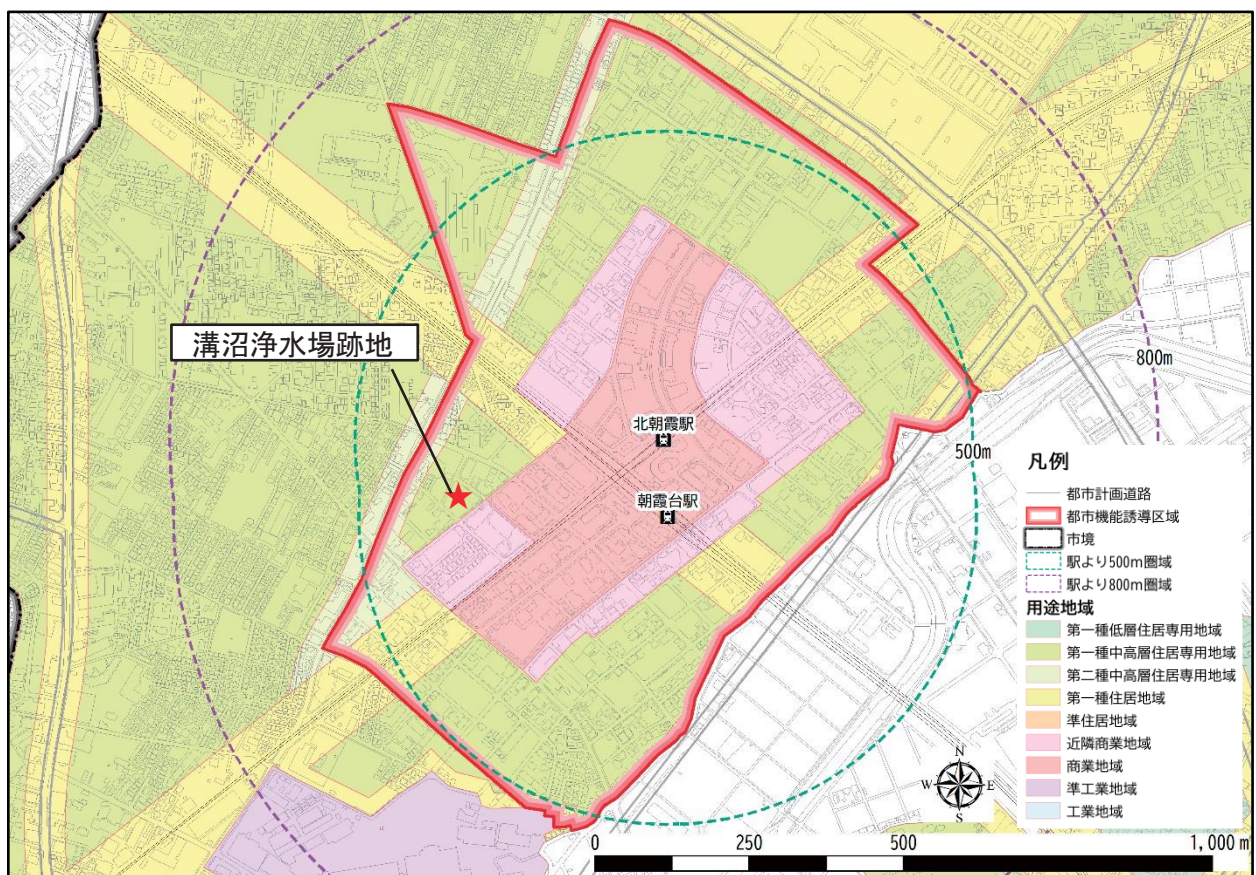 溝沼浄水場跡地
北朝霞駅
朝霞台駅
800m
500m
凡例
都市計画道路
都市機能誘導区域
市境
駅より500m圏域
駅より800m圏域
用途地域
第一種低層住居専用地域
第一種中高層住居専用地域
第二種中高層住居専用地域
第一種住居地域
準住居地域
近隣商業地域
商業地域
準工業地域
工業地域
N
W E
S
0 250 500 1,000 m